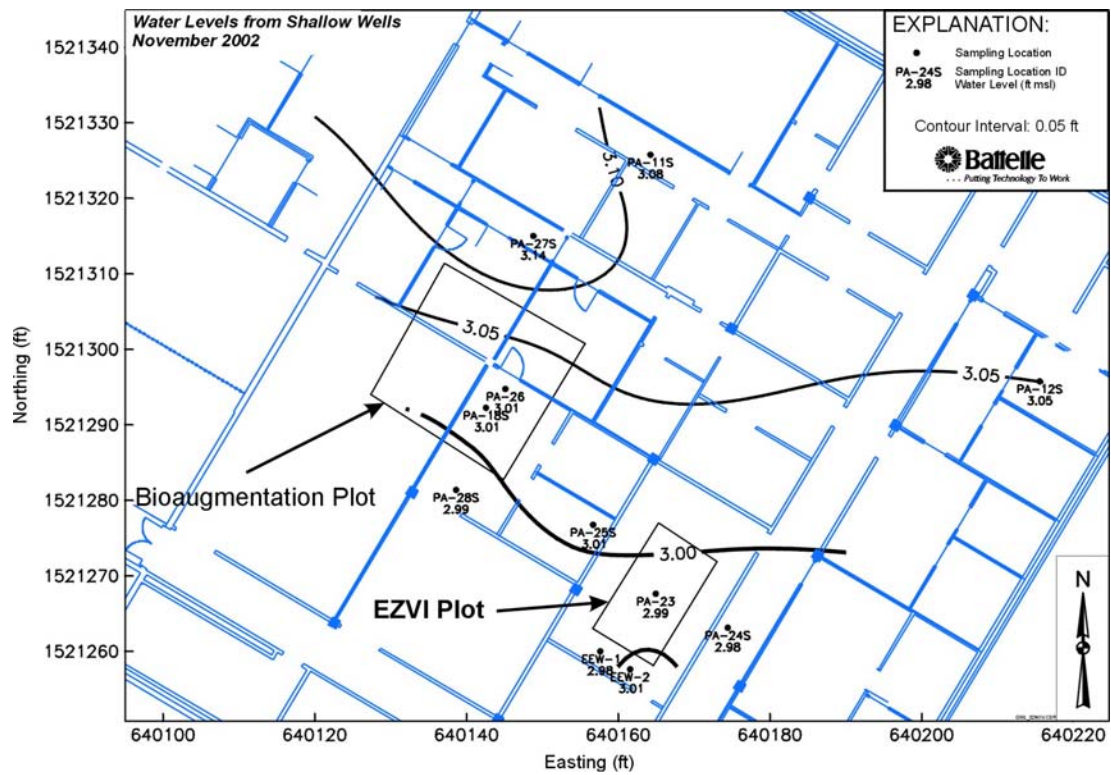 Water Levels from Shallow Wells
November 2002
EXPLANATION:
Sampling Location
PA-24S Sampling Location ID
2.98 Water Level (ft msl)
Contour Interval: 0.05 ft
Battelle
... Putting Technology To Work
1521340
1521330
1521320
1521310
1521300
1521290
1521280
1521270
1521260
Northing (ft)
PA-11S
3.08
3.10
PA-27S
3.14
3.05
3.05
PA-12S
3.05
PA-26
3.01
PA-18S
3.01
Bioaugmentation Plot
PA-28S
2.99
PA-25S
3.01
3.00
EZVI Plot
PA-23
2.99
PA-24S
2.98
EEW-1
2.98
EEW-2
3.01
N
640100 640120 640140 640160 640180 640200 640220
Easting (ft)